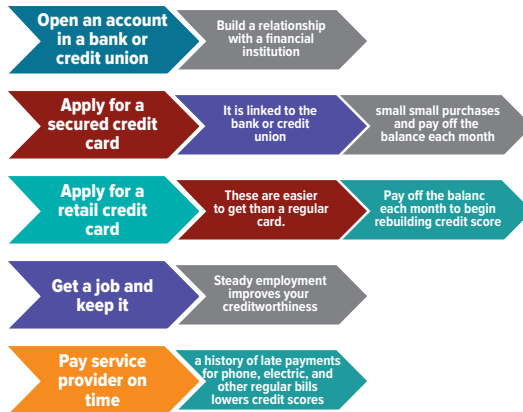 Open an account
in a bank or
credit union
Build a relationship
with a financial
institution
Apply for a
secured credit
card
It is linked to the
bank or credit
union
small small purchases
and pay off the
balance each month
Apply for a
retail credit
card
These are easier
to get than a regular
card.
Pay off the balanc
each month to begin
rebuilding credit score
Get a job and
keep it
Steady employment
improves your
creditworthiness
Pay service
provider on
time
a history of late payments
for phone, electric, and
other regular bills
lowers credit scores